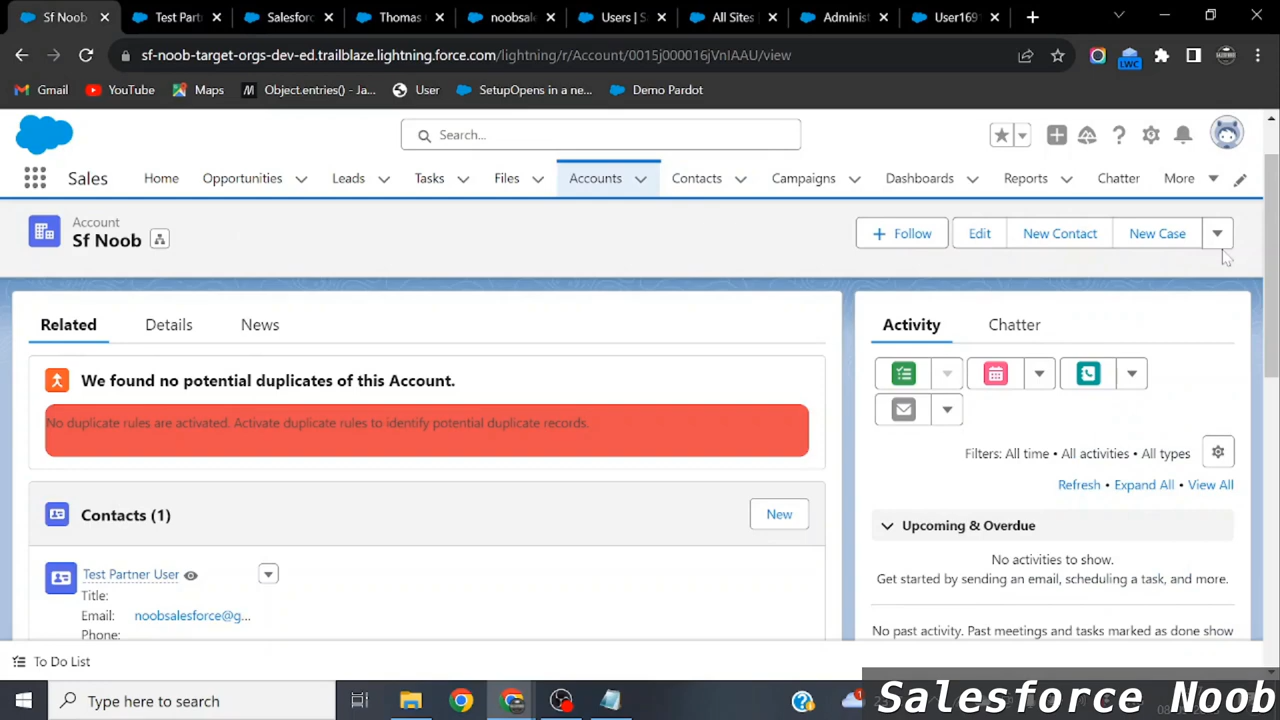 Sf Noob
Test Part
Salesforc
Thomas
noobsale
Users | S
All Sites
Administ
User169
sf-noob-target-orgs-dev-ed.trailblaze.lightning.force.com/lightning/r/Account/0015j000016jVnIAAU/view
LWC
Gmail
YouTube
Maps
Object.entries() - Ja...
User
SetupOpens in a ne...
Demo Pardot
Search...
Sales
Home
Opportunities
Leads
Tasks
Files
Accounts
Contacts
Campaigns
Dashboards
Reports
Chatter
More
Account
Sf Noob
Follow
Edit
New Contact
New Case
Related
Details
News
Activity
Chatter
We found no potential duplicates of this Account.
No duplicate rules are activated. Activate duplicate rules to identify potential duplicate records.
Filters: All time • All activities • All types
Refresh • Expand All • View All
Contacts (1)
New
Upcoming & Overdue
No activities to show.
Get started by sending an email, scheduling a task, and more.
Test Partner User
Title:
Email: noobsalesforce@g...
Phone:
No past activity. Past meetings and tasks marked as done show
To Do List
Type here to search
Salesforce Noob